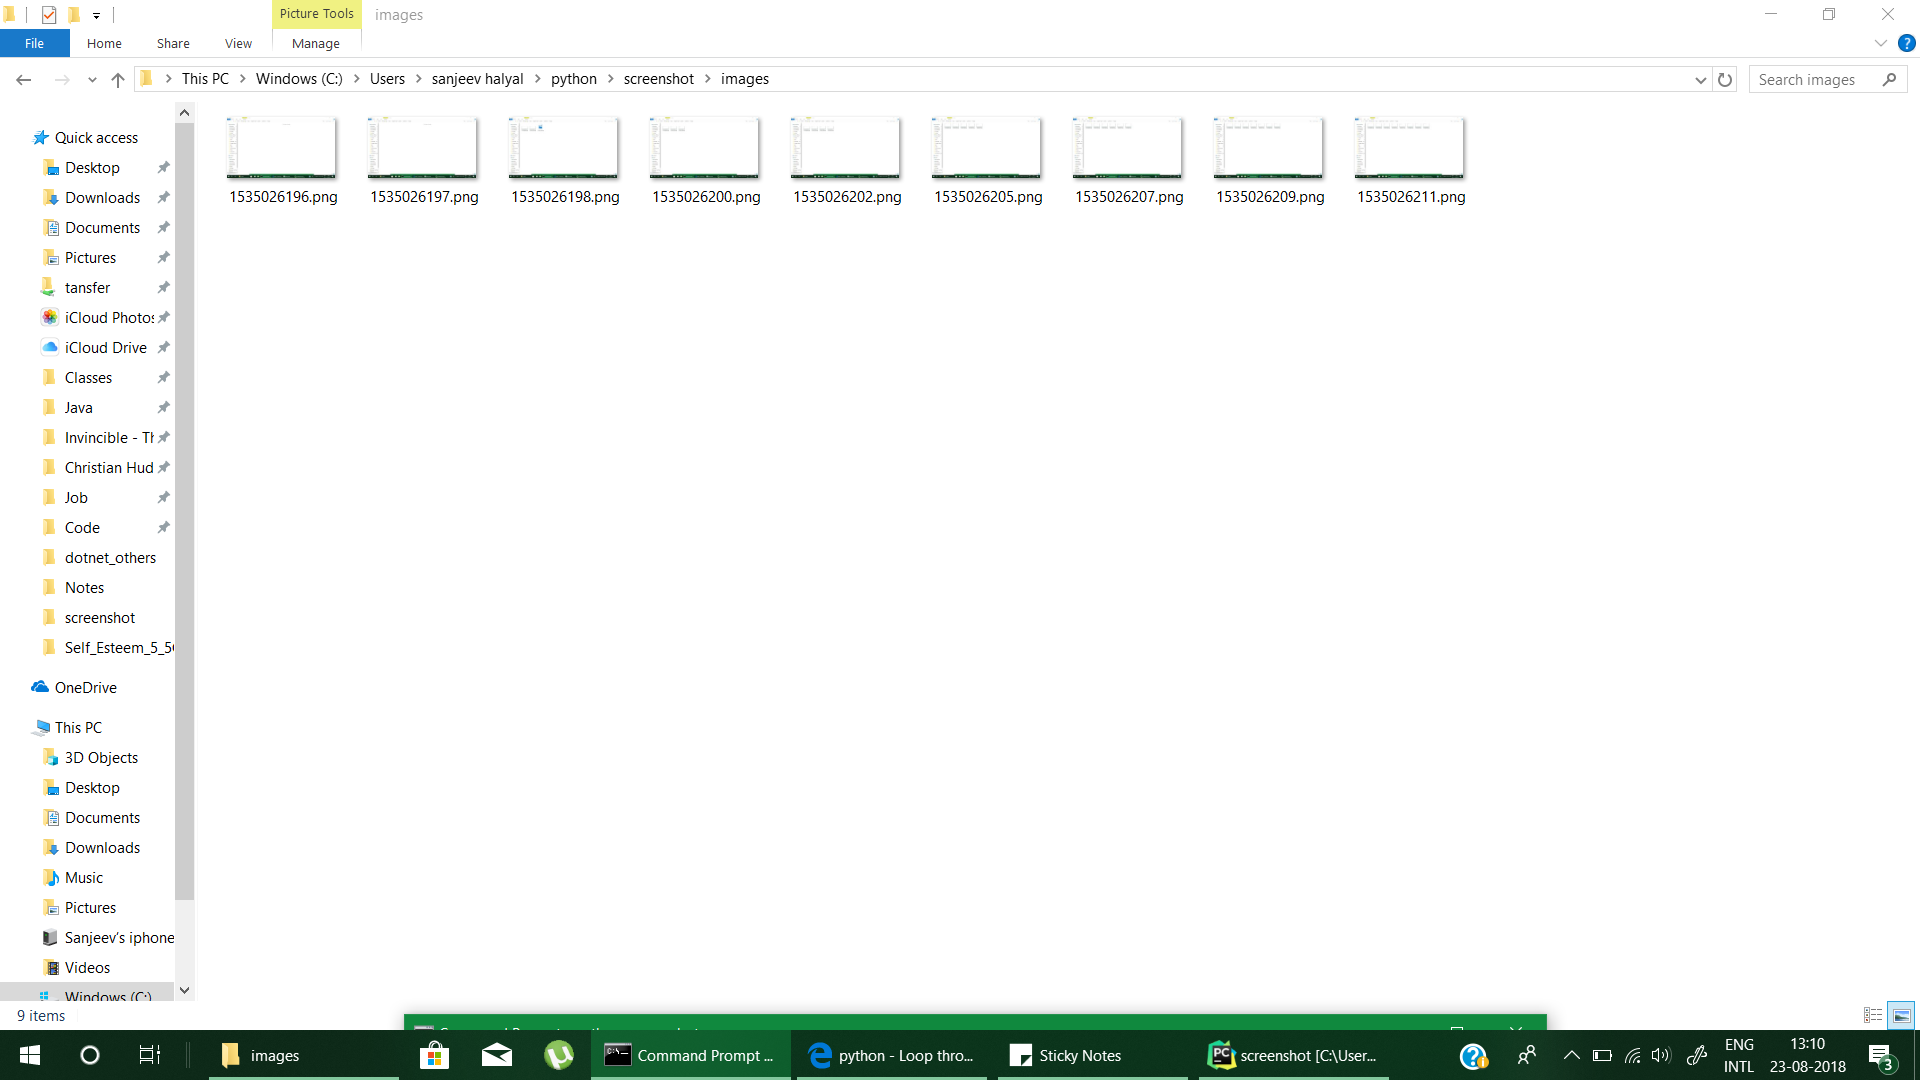 Picture Tools
images
File
Home
Share
View
Manage
?
This PC
Windows (C:)
Users
sanjeev halyal
python
screenshot
images
Search images
Quick access
Desktop
Downloads
Documents
Pictures
tansfer
iCloud Photos
iCloud Drive
Classes
Java
Invincible - Th
Christian Hud
Job
Code
dotnet_others
Notes
screenshot
Self_Esteem_5_5
OneDrive
This PC
3D Objects
Desktop
Documents
Downloads
Music
Pictures
Sanjeev's iphone
Videos
Windows (C:)
1535026196.png
1535026197.png
1535026198.png
1535026200.png
1535026202.png
1535026205.png
1535026207.png
1535026209.png
1535026211.png
9 items
images
C:\
Command Prompt ...
python - Loop thro...
Sticky Notes
PC
screenshot [C:\User...
?
ENG
INTL
13:10
23-08-2018
3